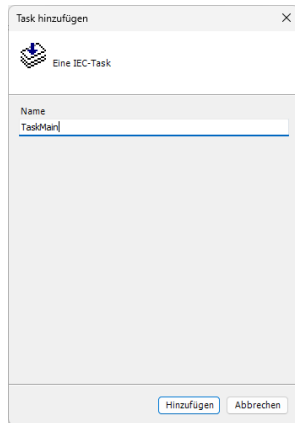 Task hinzufügen
Eine IEC-Task
Name
TaskMain
Hinzufügen Abbrechen